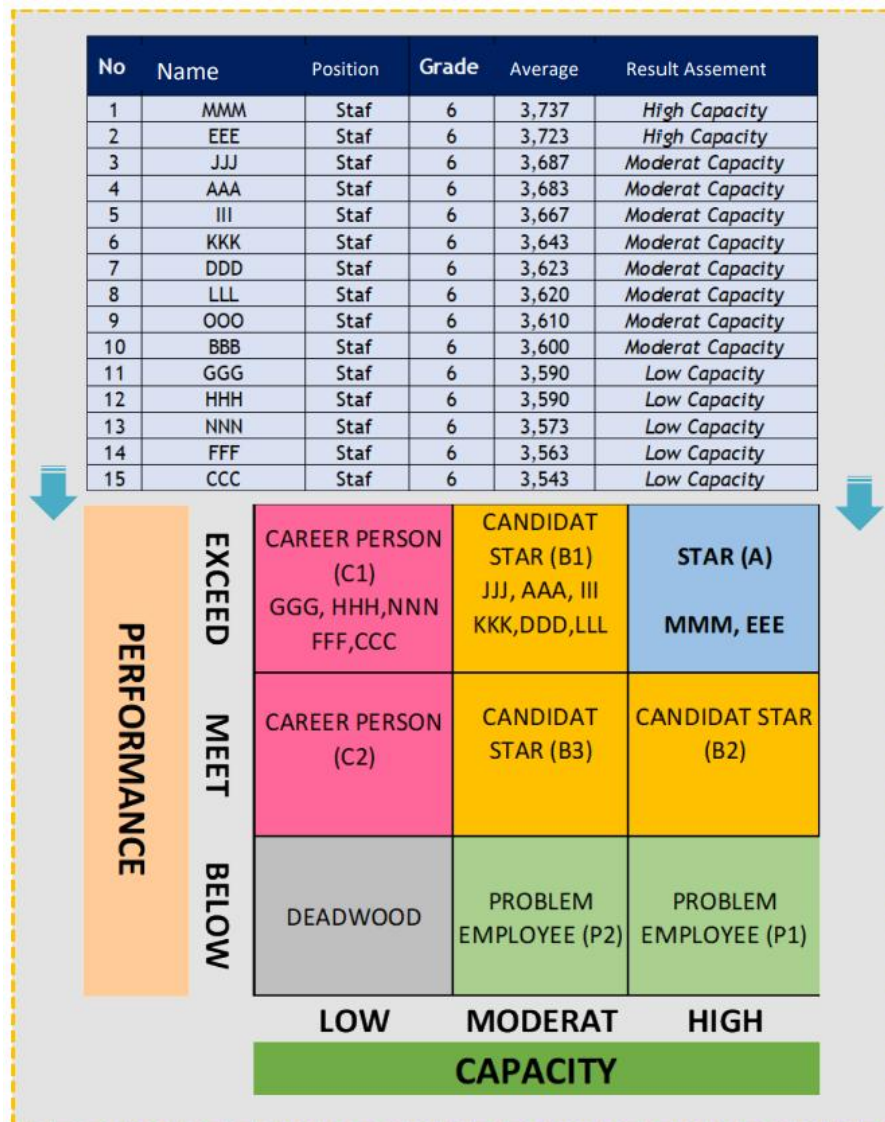 No Name Position Grade Average Result Assement
1 MMM Staf 6 3,737 High Capacity
2 EEE Staf 6 3,723 High Capacity
3 JJJ Staf 6 3,687 Moderat Capacity
4 AAA Staf 6 3,683 Moderat Capacity
5 III Staf 6 3,667 Moderat Capacity
6 KKK Staf 6 3,643 Moderat Capacity
7 DDD Staf 6 3,623 Moderat Capacity
8 LLL Staf 6 3,620 Moderat Capacity
9 OOO Staf 6 3,610 Moderat Capacity
10 BBB Staf 6 3,600 Moderat Capacity
11 GGG Staf 6 3,590 Low Capacity
12 HHH Staf 6 3,590 Low Capacity
13 NNN Staf 6 3,573 Low Capacity
14 FFF Staf 6 3,563 Low Capacity
15 CCC Staf 6 3,543 Low Capacity
PERFORMANCE
EXCEED
CAREER PERSON
(C1)
GGG, HHH,NNN
FFF,CCC
CANDIDAT
STAR (B1)
JJJ, AAA, III
KKK,DDD,LLL
STAR (A)
MMM, EEE
MEET
CAREER PERSON
(C2)
CANDIDAT
STAR (B3)
CANDIDAT STAR
(B2)
BELOW
DEADWOOD
PROBLEM
EMPLOYEE (P2)
PROBLEM
EMPLOYEE (P1)
LOW MODERAT HIGH
CAPACITY